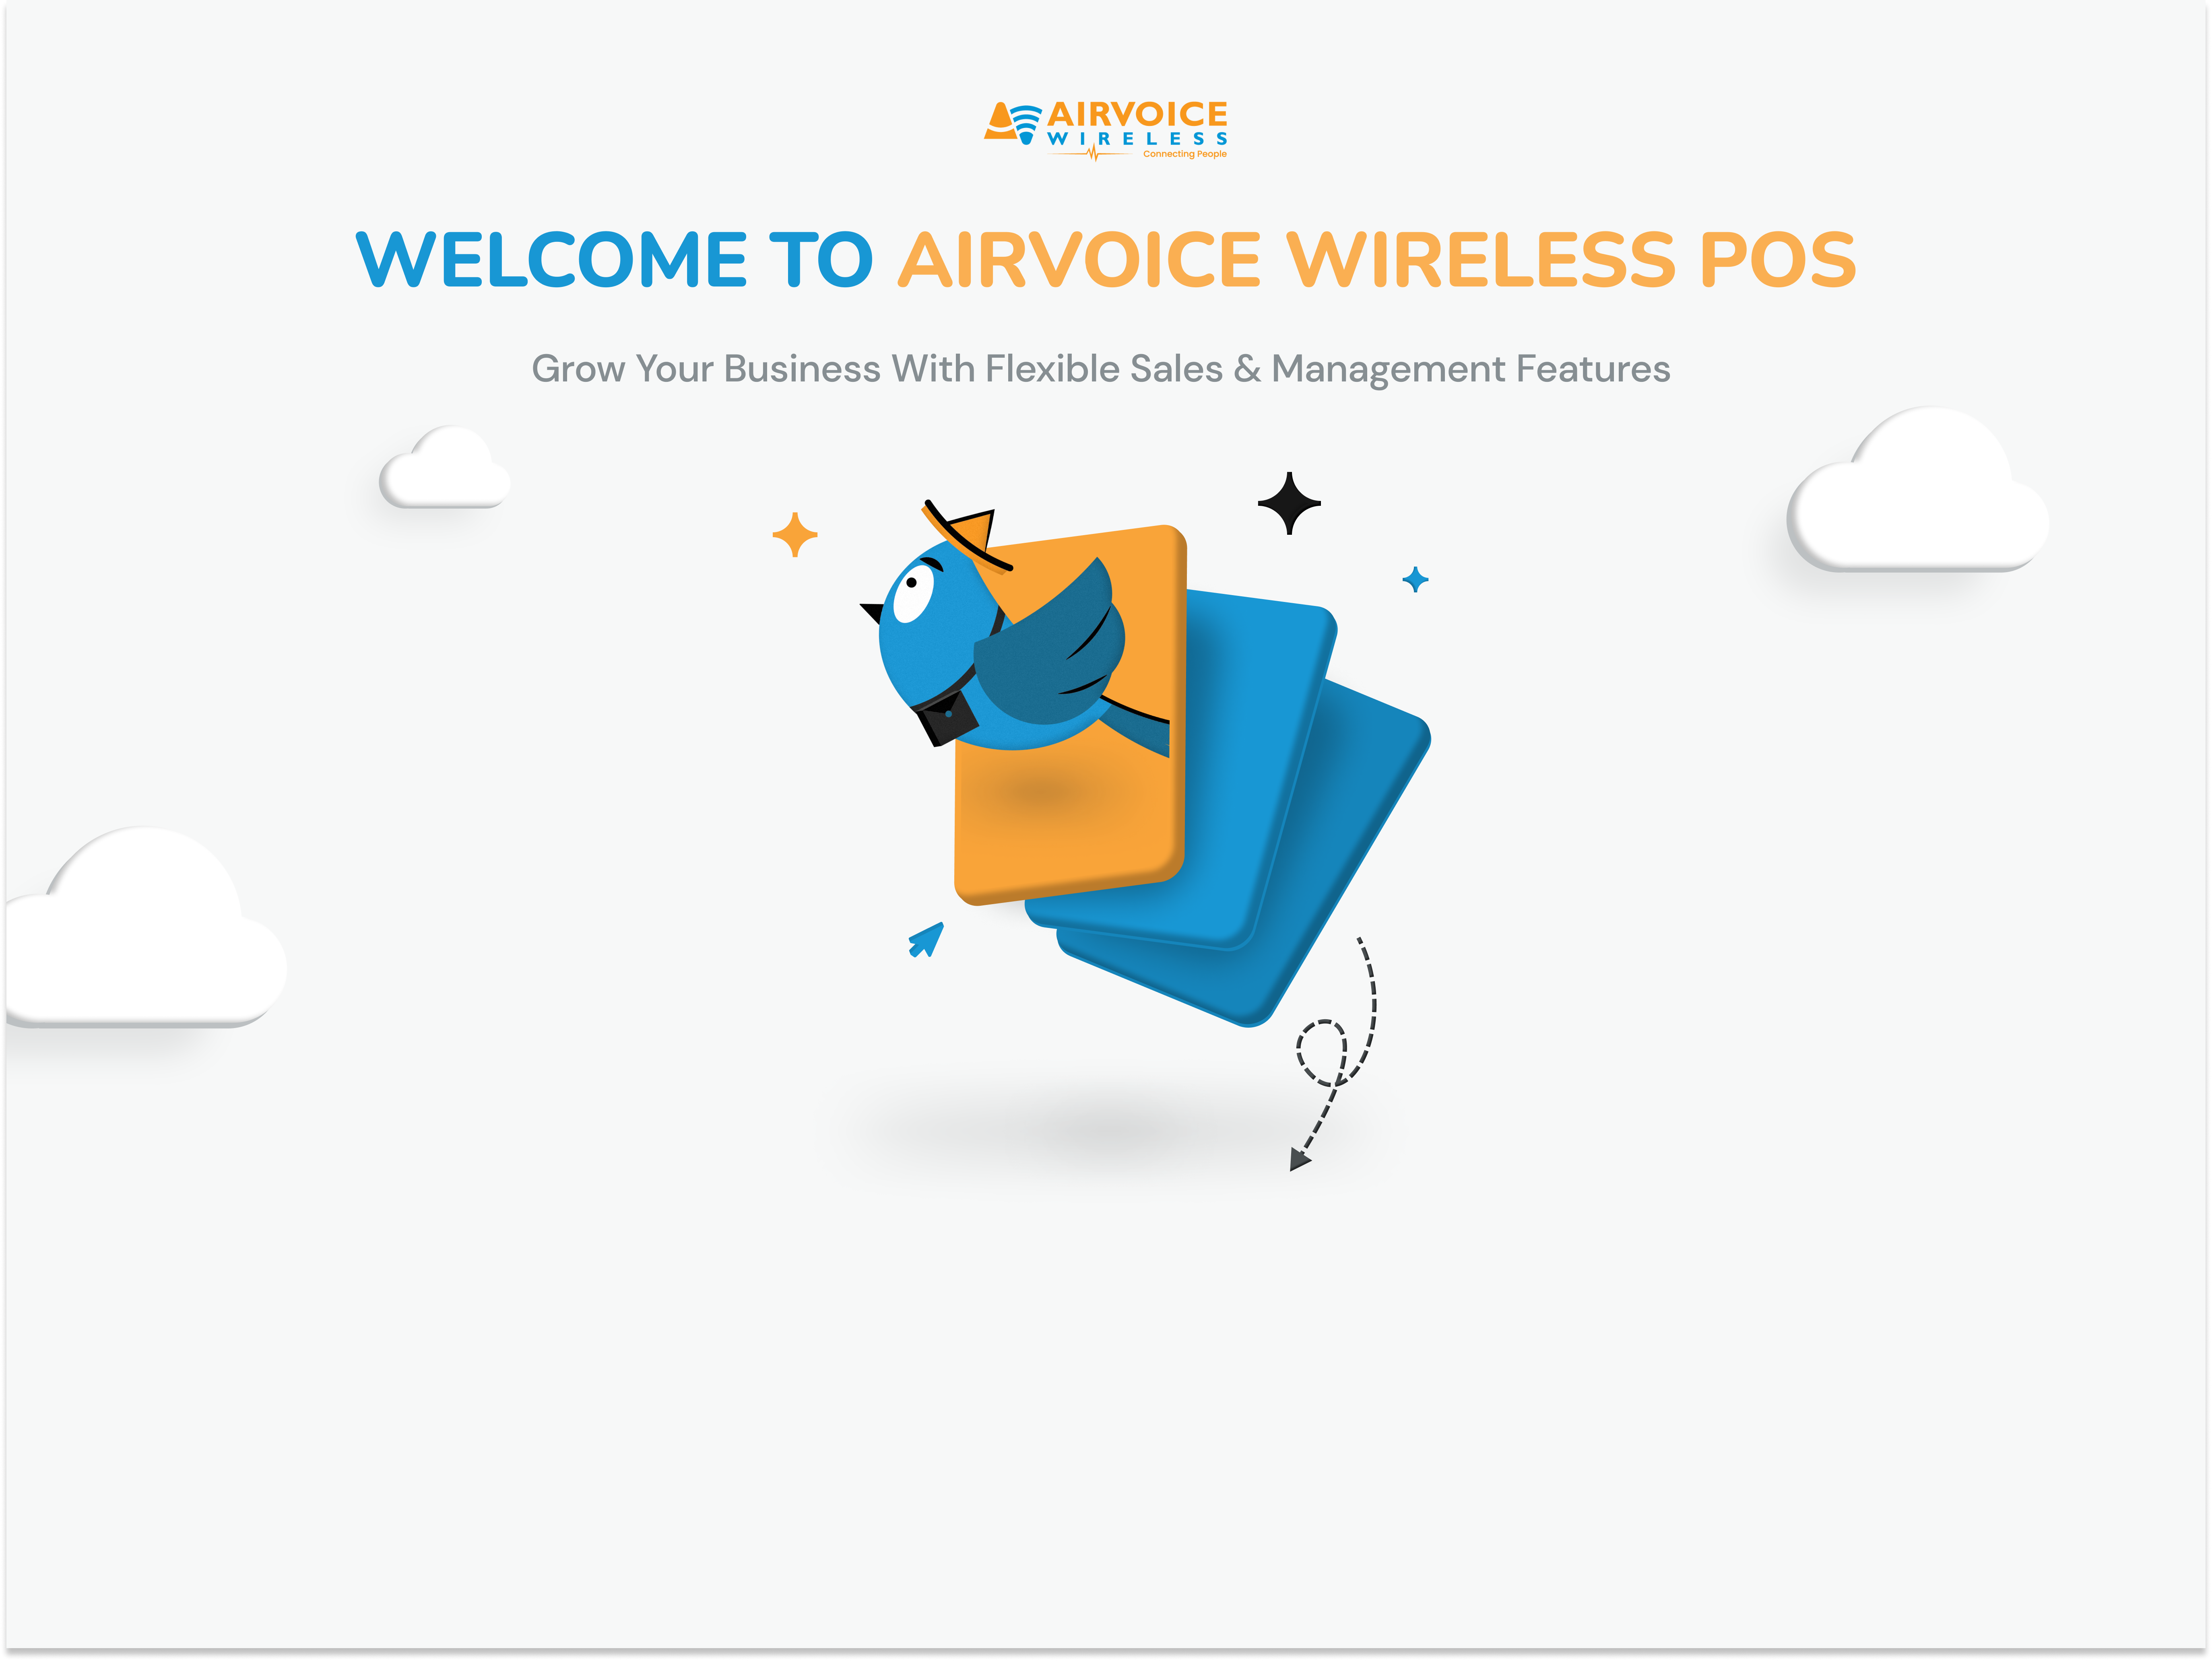 AIRVOICE
WIRELESS
Connecting People
WELCOME TO AIRVOICE WIRELESS POS
Grow Your Business With Flexible Sales & Management Features